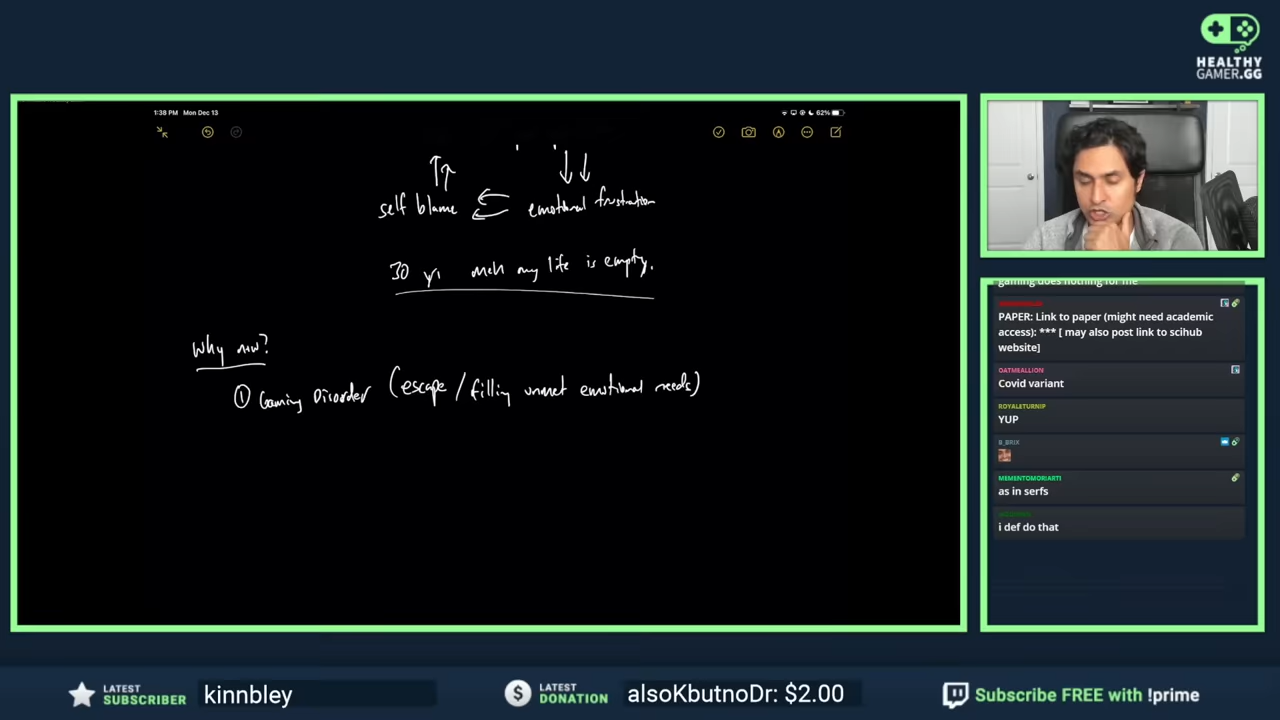 1:38 PM Mon Dec 13
62%
self blame emotional frustration
30 yrs meh my life is empty.
Why now?
① Gaming Disorder (escape/filling unmet emotional needs)
HEALTHY
GAMER.GG
gaming does nothing for me
PAPER: Link to paper (might need academic
access): *** [ may also post link to scihub
website]
OATMEALLION
Covid variant
ROYALETURNIP
YUP
B_BRIX
MEMENTOMORIARTI
as in serfs
i def do that
LATEST
SUBSCRIBER
kinnbley
$
LATEST
DONATION
alsoKbutnoDr: $2.00
Subscribe FREE with !prime